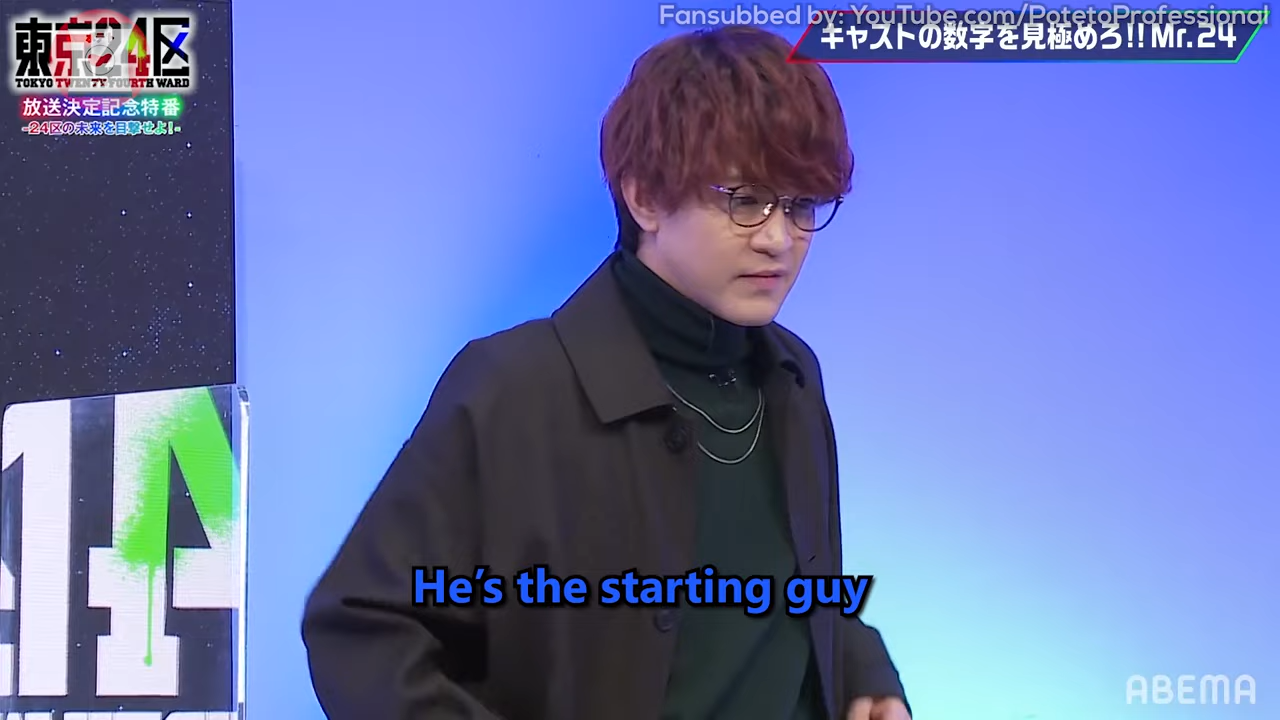 東京24区
TOKYO TWENTY FOURTH WARD
放送決定記念特番
-24区の未来を目撃せよ!-
Fansubbed by: YouTube.com/PotetoProfessional
キャストの数字を見極めろ!!Mr.24
He's the starting guy
ABEMA